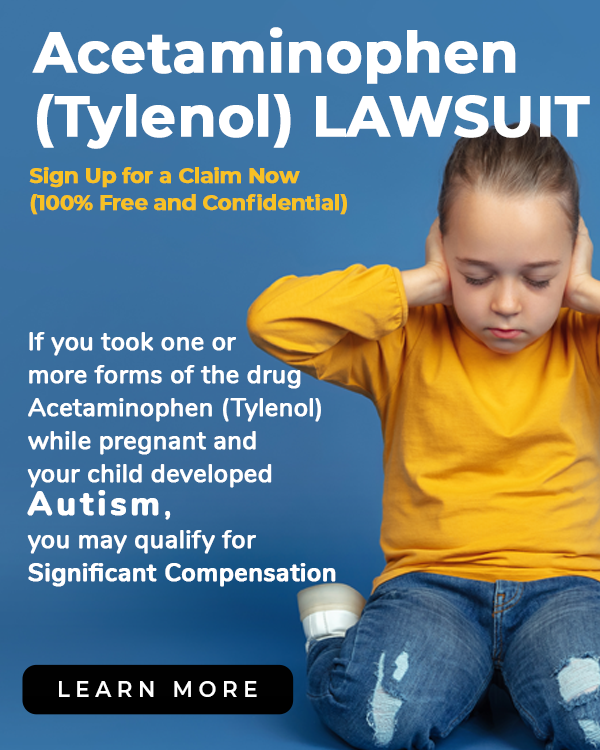 Acetaminophen
(Tylenol) LAWSUIT
Sign Up for a Claim Now
(100% Free and Confidential)
If you took one or
more forms of the drug
Acetaminophen (Tylenol)
while pregnant and
your child developed
Autism,
you may qualify for
Significant Compensation
LEARN MORE